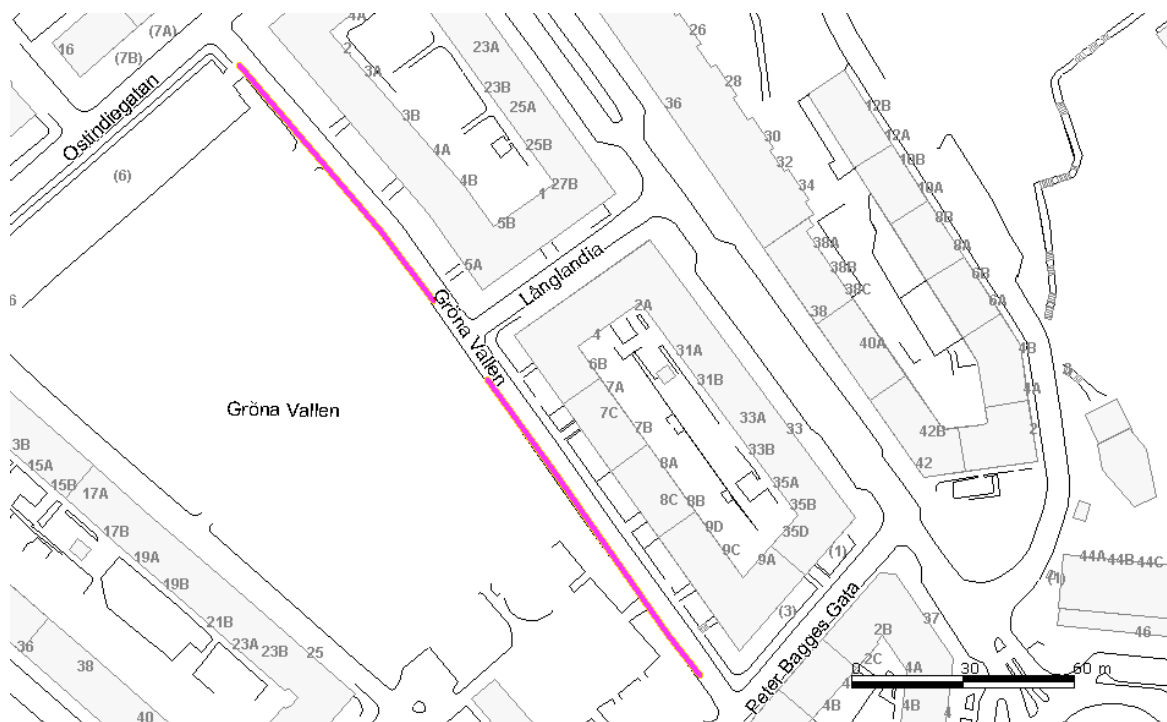 4A
(7A)
16
(7B)
2
23A
26
3A
28
23B
36
Ostindiegatan
3B
25A
12B
30
12A
4A
25B
32
10B
(6)
4B
27B
1
34
10A
5B
8B
38A
8A
5A
Långlandia
38B
6B
38C
6A
Gröna Vallen
2A
38
4
40A
4B
6B
31A
7A
31B
4A
Gröna Vallen
7C
33A
33
7B
33B
42B
2
3B
15A
8A
42
15B
17A
35A
8C
8B
35B
17B
9D
35D
19A
9C
9A
(1)
44A
44B
44C
19B
(1)
21B
(3)
37
23A
23B
25
Peter Bagges Gata
2B
46
36
38
2C
4A
0
30
60 m
40
4B
4B
4